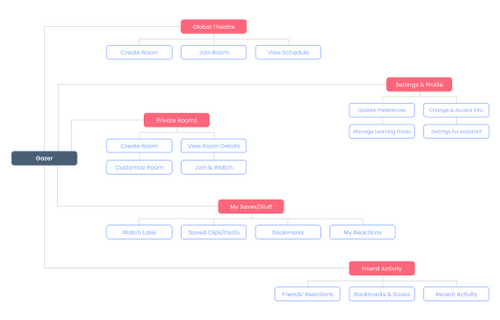 Global Theatre
Create Room
Join Room
View Schedule
Settings & Profile
Update Preferences
Change & Access Info.
Manage Learning Goals
Settings for Assistant
Private Rooms
Create Room
View Room Details
Customize Room
Join & Watch
Gazer
My Saves/Stuff
Watch Later
Saved Clips/Facts
Bookmarks
My Reactions
Friend Activity
Friends' Reactions
Bookmarks & Saves
Recent Activity